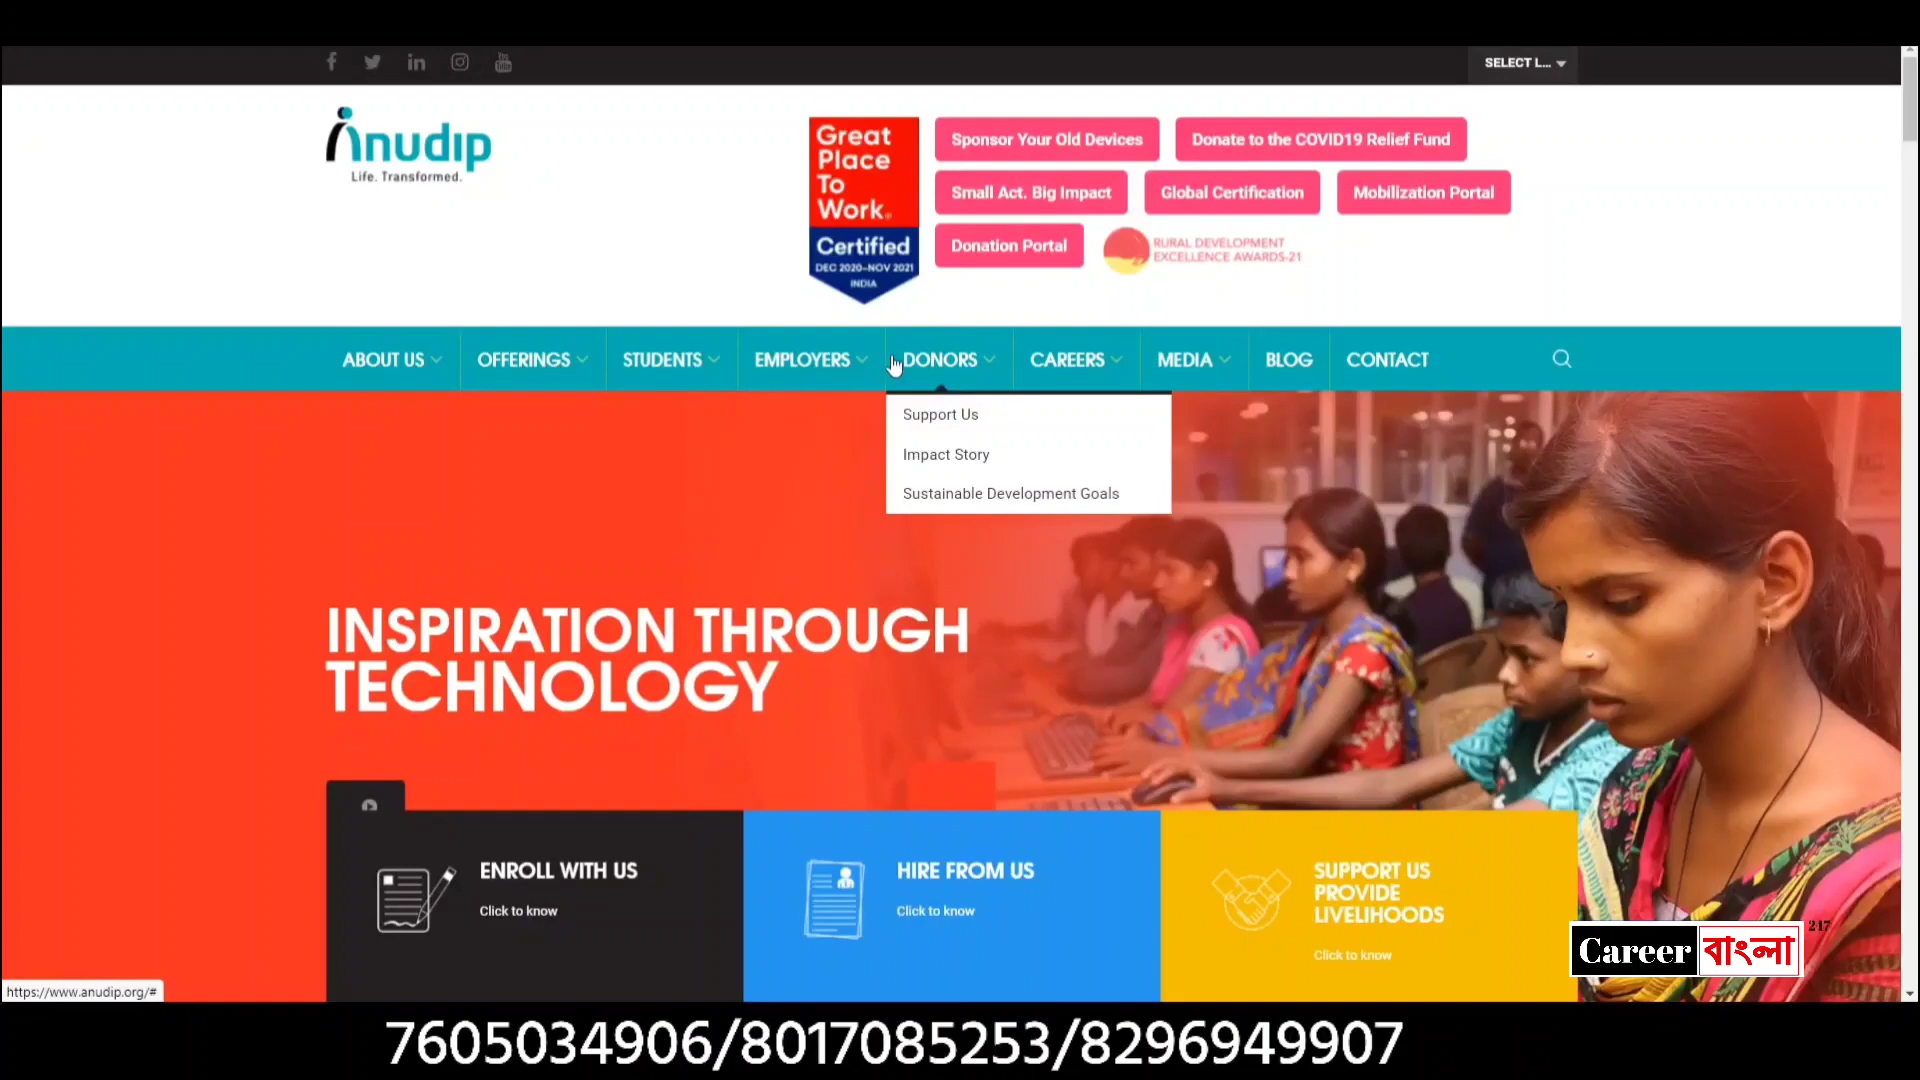 SELECT L...
anudip
Life. Transformed.
Great
Place
To
Work.
Certified
DEC 2020–NOV 2021
INDIA
Sponsor Your Old Devices
Donate to the COVID19 Relief Fund
Small Act. Big Impact
Global Certification
Mobilization Portal
Donation Portal
RURAL DEVELOPMENT
EXCELLENCE AWARDS-21
ABOUT US
OFFERINGS
STUDENTS
EMPLOYERS
DONORS
CAREERS
MEDIA
BLOG
CONTACT
Support Us
Impact Story
Sustainable Development Goals
INSPIRATION THROUGH
TECHNOLOGY
ENROLL WITH US
Click to know
HIRE FROM US
Click to know
SUPPORT US
PROVIDE
LIVELIHOODS
Click to know
Career বাংলা 247
https://www.anudip.org/#
7605034906/8017085253/8296949907